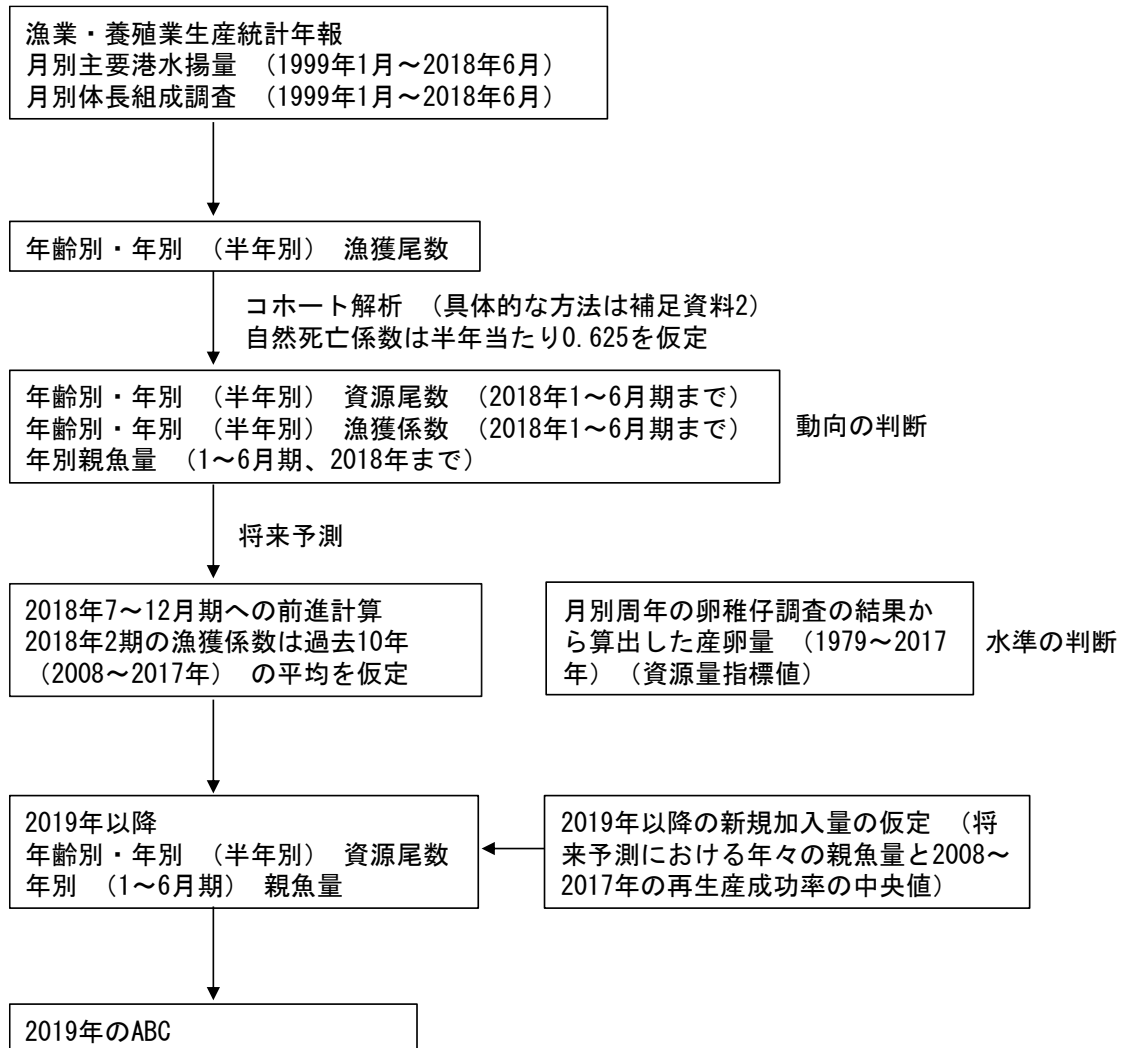 漁業・養殖業生産統計年報
月別主要港水揚量 （1999年1月～2018年6月）
月別体長組成調査 （1999年1月～2018年6月）
年齢別・年別 （半年別） 漁獲尾数
コホート解析 （具体的な方法は補足資料2）
自然死亡係数は半年当たり0.625を仮定
年齢別・年別 （半年別） 資源尾数 （2018年1～6月期まで）
年齢別・年別 （半年別） 漁獲係数 （2018年1～6月期まで）
年別親魚量 （1～6月期、2018年まで）
動向の判断
将来予測
2018年7～12月期への前進計算
2018年2期の漁獲係数は過去10年
（2008～2017年） の平均を仮定
月別周年の卵稚仔調査の結果か
ら算出した産卵量 （1979～2017
年）（資源量指標値）
水準の判断
2019年以降
年齢別・年別 （半年別） 資源尾数
年別 （1～6月期） 親魚量
2019年以降の新規加入量の仮定 （将
来予測における年々の親魚量と2008～
2017年の再生産成功率の中央値）
2019年のABC